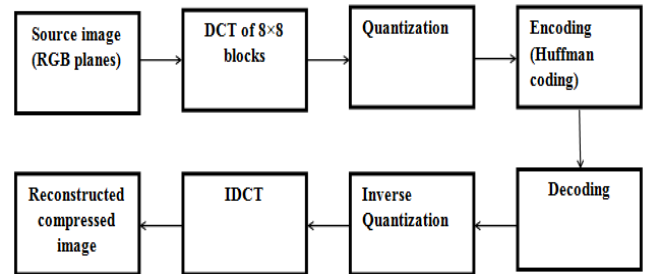 Source image
(RGB planes)
DCT of 8×8
blocks
Quantization
Encoding
(Huffman
coding)
Reconstructed
compressed
image
IDCT
Inverse
Quantization
Decoding